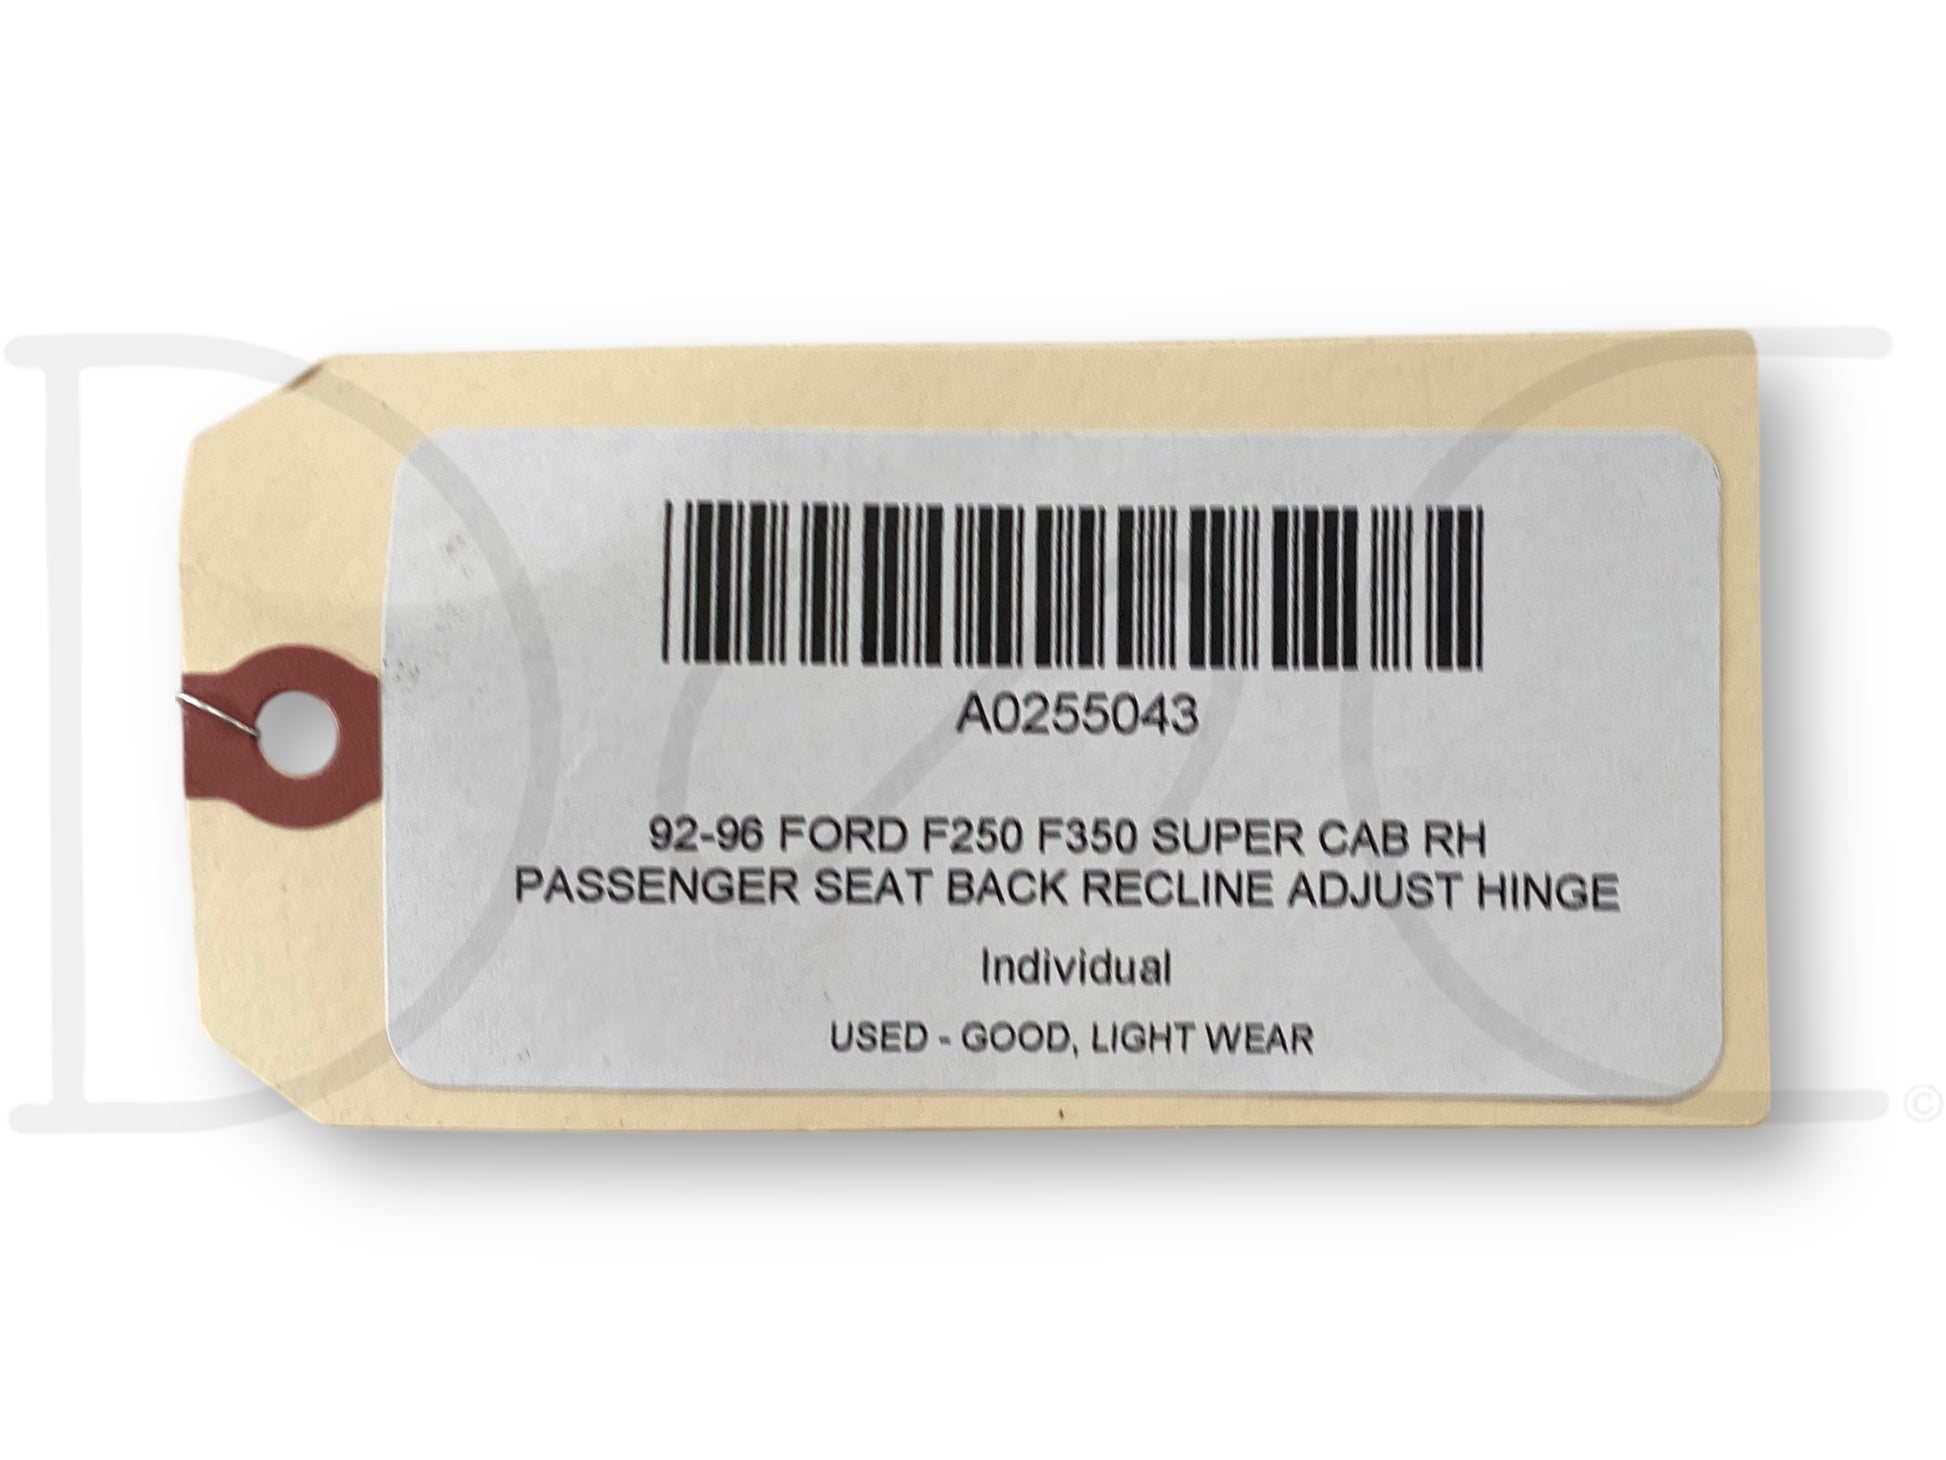 A0255043
92-96 FORD F250 F350 SUPER CAB RH
PASSENGER SEAT BACK RECLINE ADJUST HINGE
Individual
USED - GOOD, LIGHT WEAR
©